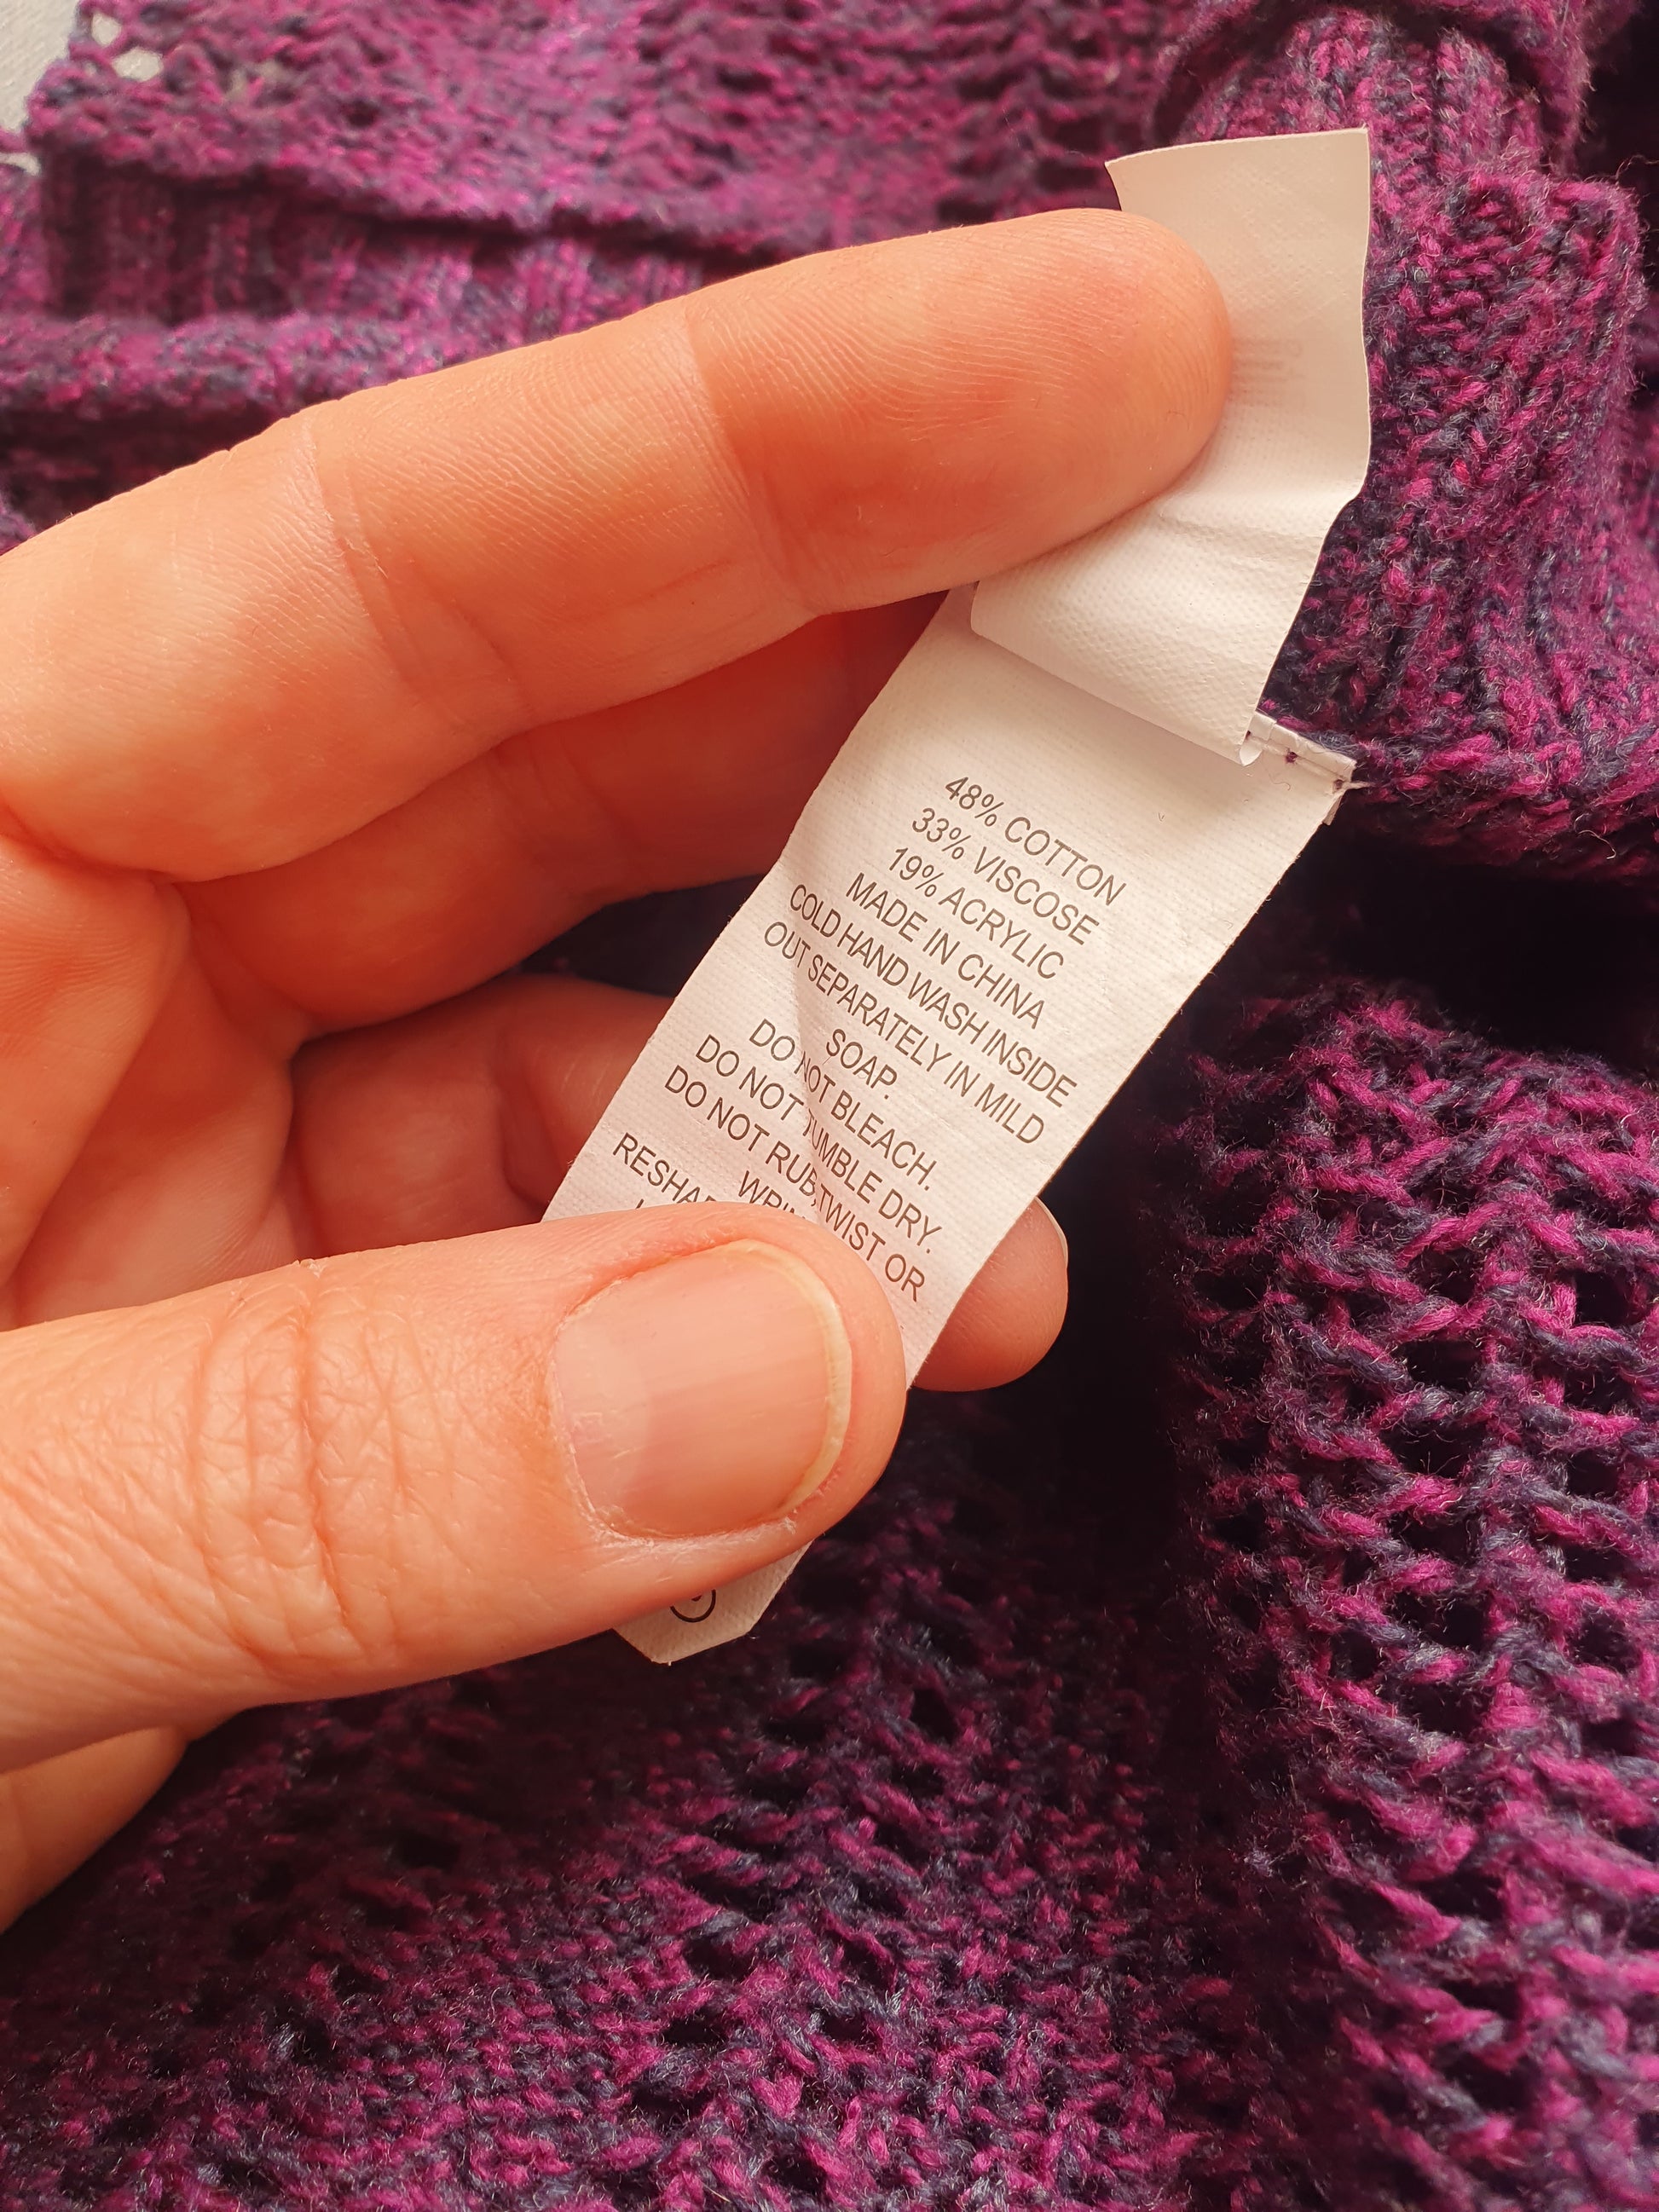 48% COTTON
33% VISCOSE
19% ACRYLIC
MADE IN CHINA
COLD HAND WASH INSIDE
OUT SEPARATELY IN MILD
SOAP.
DO NOT BLEACH.
DO NOT TUMBLE DRY.
DO NOT RUB,TWIST OR